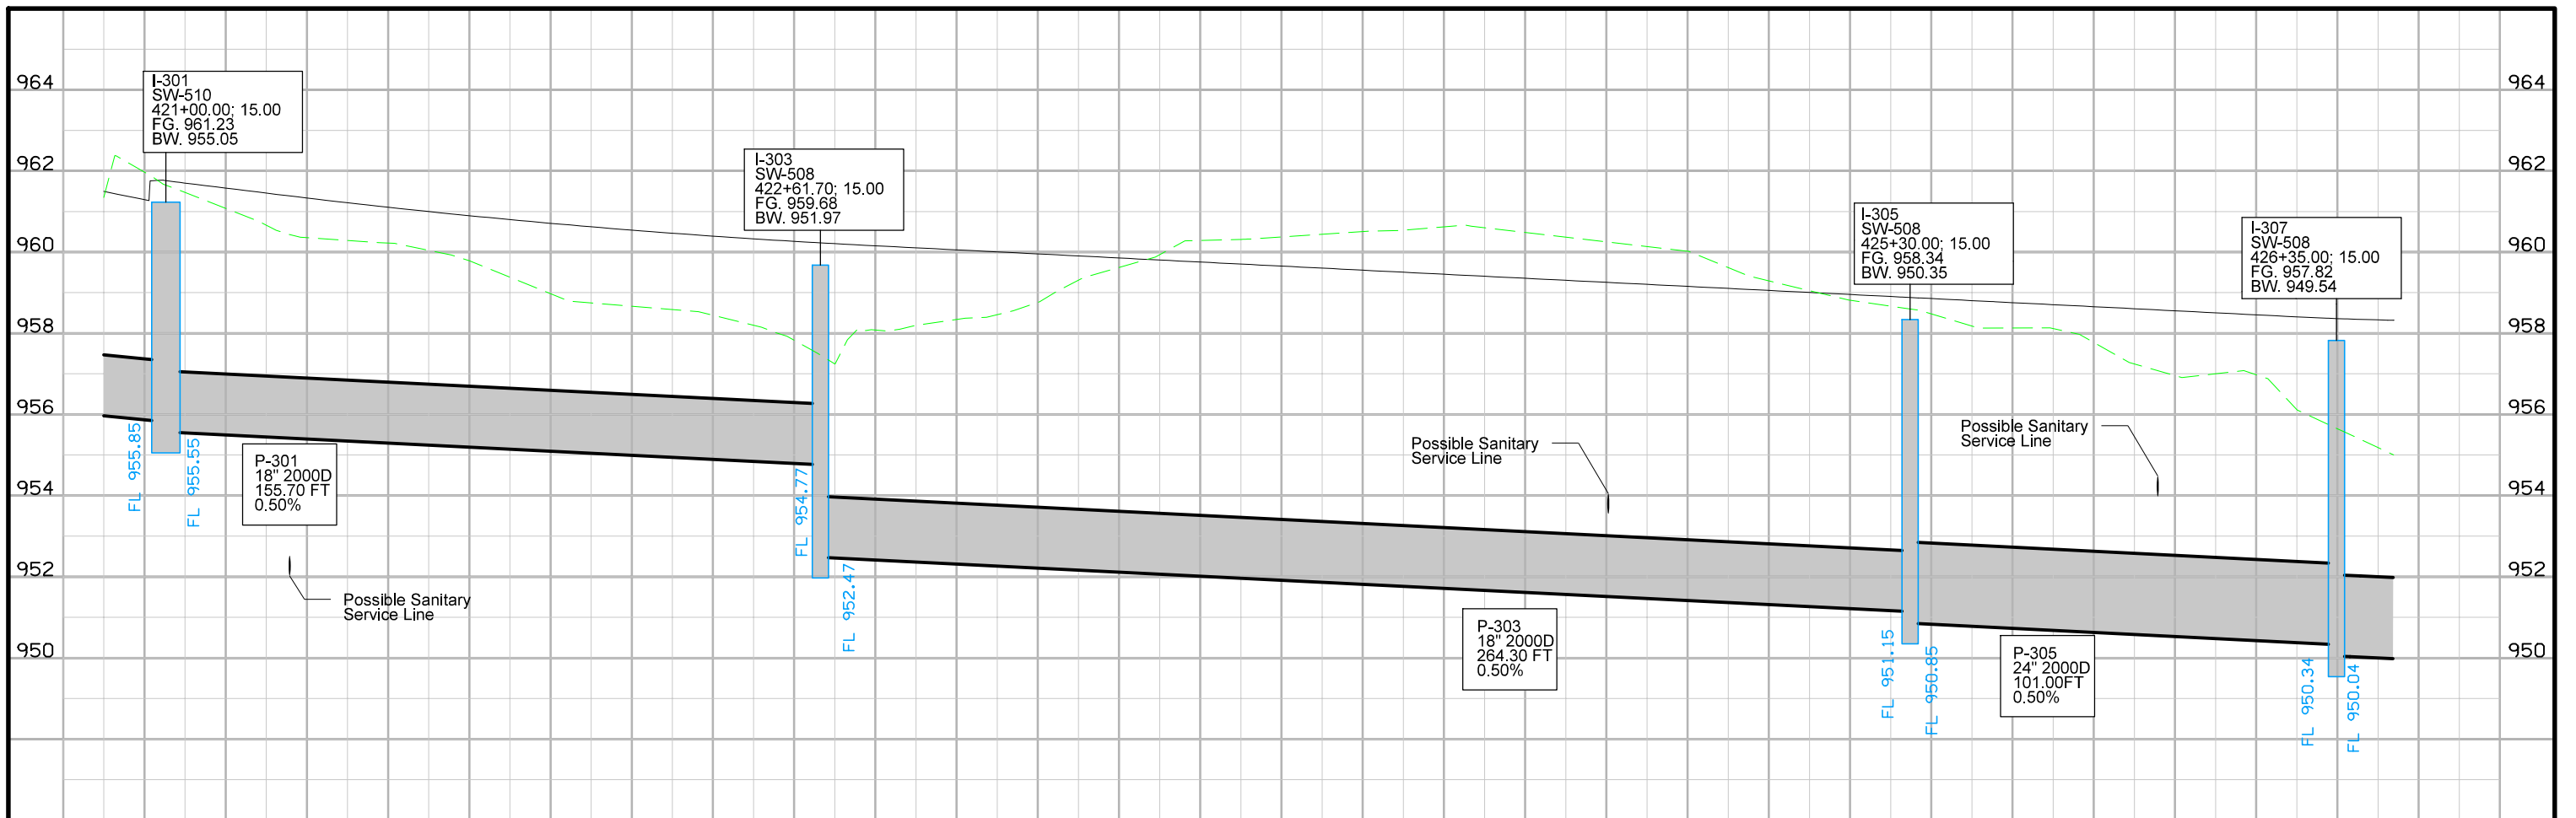 964
962
960
958
956
954
952
950
I-301
SW-510
421+00.00; 15.00
FG. 961.23
BW. 955.05
I-303
SW-508
422+61.70; 15.00
FG. 959.68
BW. 951.97
I-305
SW-508
425+30.00; 15.00
FG. 958.34
BW. 950.35
I-307
SW-508
426+35.00; 15.00
FG. 957.82
BW. 949.54
FL 955.85
FL 955.55
P-301
18" 2000D
155.70 FT
0.50%
Possible Sanitary
Service Line
FL 954.77
FL 952.47
Possible Sanitary
Service Line
P-303
18" 2000D
264.30 FT
0.50%
FL 951.15
FL 950.85
Possible Sanitary
Service Line
P-305
24" 2000D
101.00FT
0.50%
FL 950.34
FL 950.04
964
962
960
958
956
954
952
950